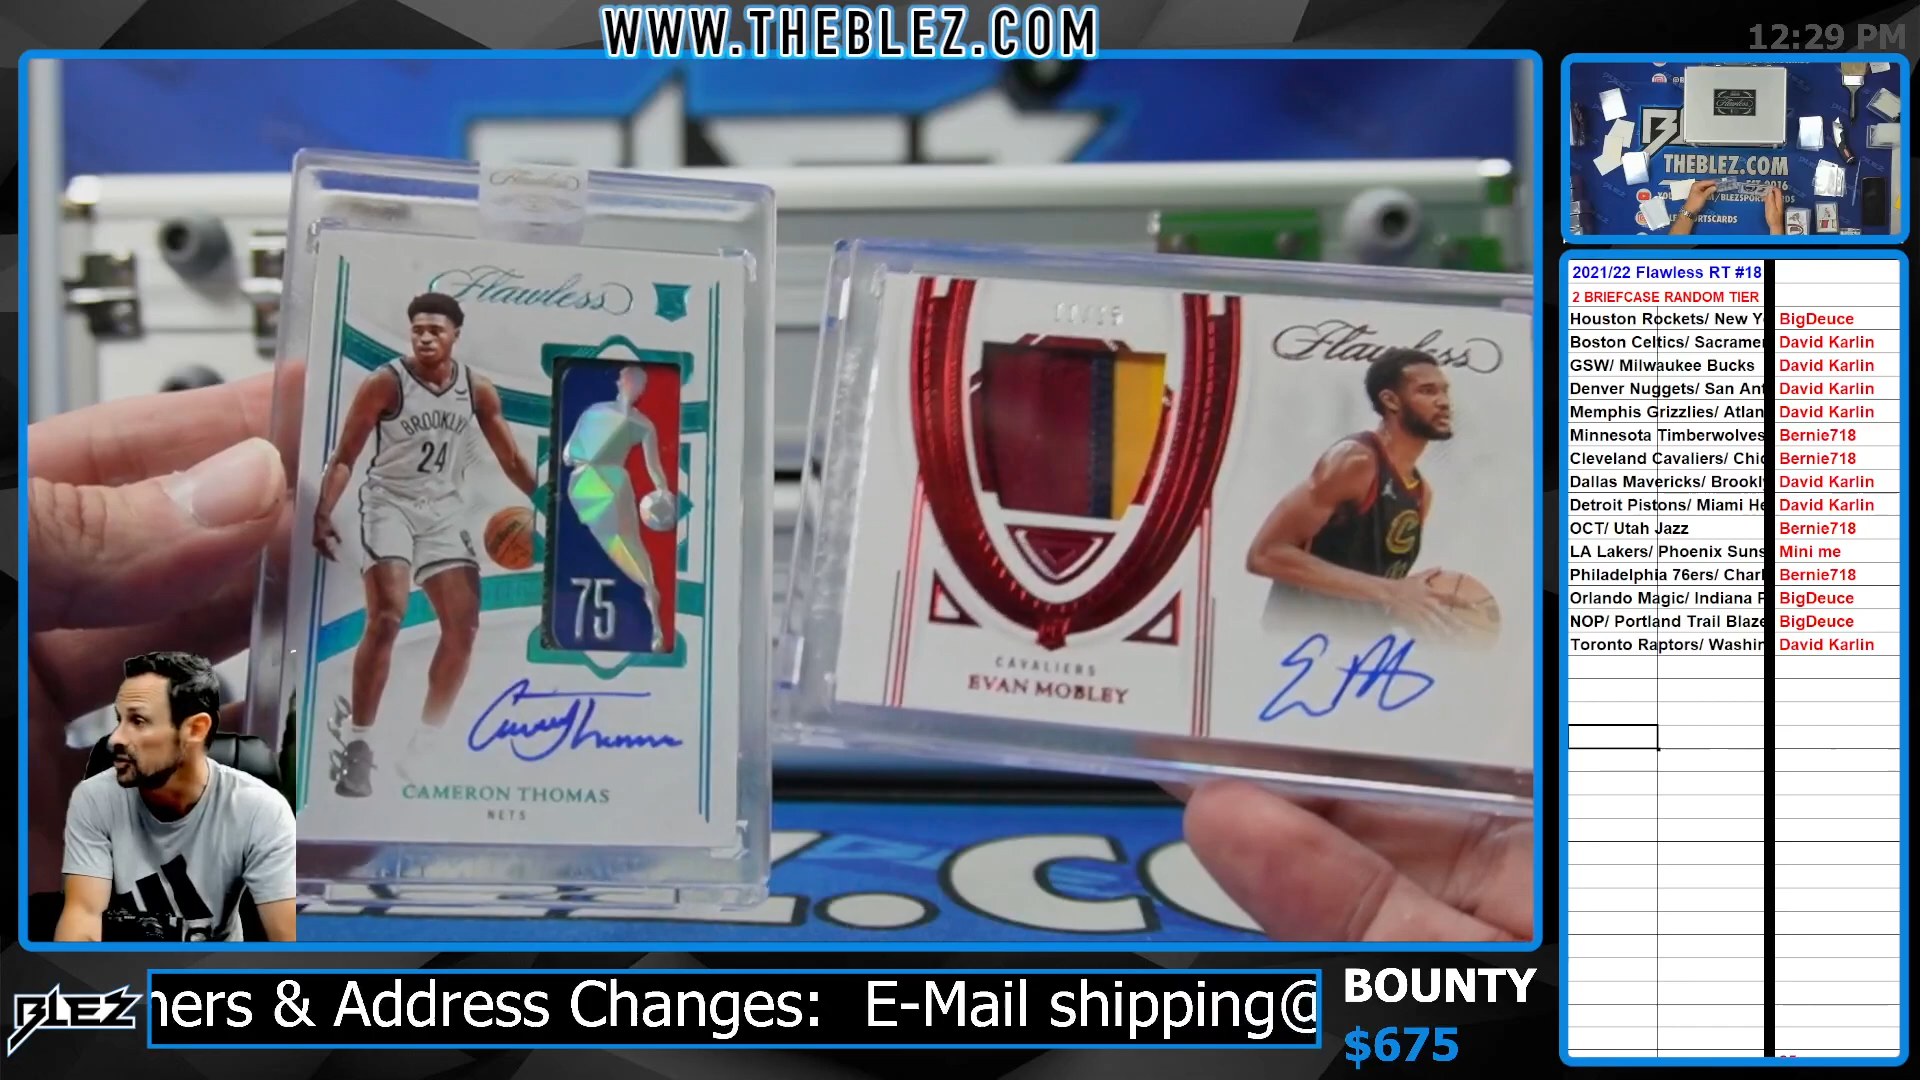 WWW.THEBLEZ.COM
12:29 PM
Flawless
Flawless
BROOKLYN
24
75
Cameron Thomas
CAMERON THOMAS
NETS
Flawless
CAVALIERS
EVAN MOBLEY
THEBLEZ.COM
2021/22 Flawless RT #18
2 BRIEFCASE RANDOM TIER
Houston Rockets/ New Y BigDeuce
Boston Celtics/ Sacramen David Karlin
GSW/ Milwaukee Bucks David Karlin
Denver Nuggets/ San Ant David Karlin
Memphis Grizzlies/ Atlan David Karlin
Minnesota Timberwolves Bernie718
Cleveland Cavaliers/ Chic Bernie718
Dallas Mavericks/ Brookly David Karlin
Detroit Pistons/ Miami He David Karlin
OCT/ Utah Jazz Bernie718
LA Lakers/ Phoenix Suns Mini me
Philadelphia 76ers/ Charl Bernie718
Orlando Magic/ Indiana P BigDeuce
NOP/ Portland Trail Blaze BigDeuce
Toronto Raptors/ Washin David Karlin
BLEZ
ners & Address Changes: E-Mail shipping@
BOUNTY
$675